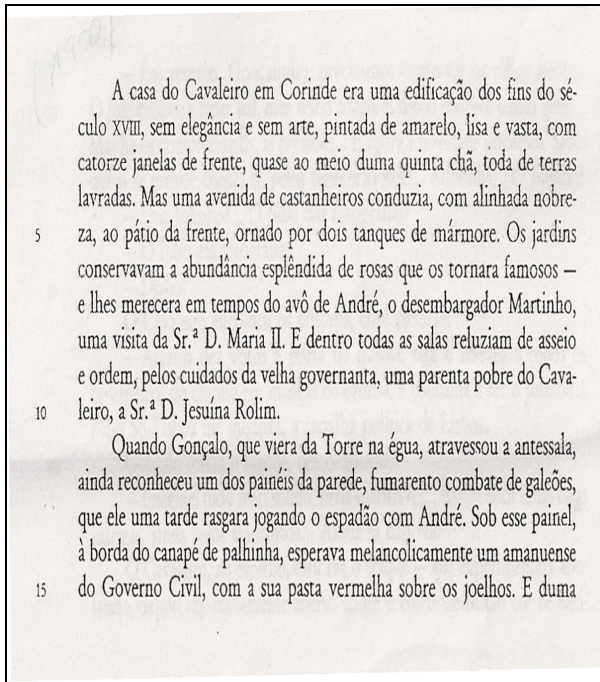 A casa do Cavaleiro em Corinde era uma edificação dos fins do sé-
culo XVIII, sem elegância e sem arte, pintada de amarelo, lisa e vasta, com
catorze janelas de frente, quase ao meio duma quinta chã, toda de terras
lavradas. Mas uma avenida de castanheiros conduzia, com alinhada nobre-
5 za, ao pátio da frente, ornado por dois tanques de mármore. Os jardins
conservavam a abundância esplêndida de rosas que os tornara famosos –
e lhes merecera em tempos do avô de André, o desembargador Martinho,
uma visita da Sr.ª D. Maria II. E dentro todas as salas reluziam de asseio
e ordem, pelos cuidados da velha governanta, uma parenta pobre do Cava-
10 leiro, a Sr.ª D. Jesuína Rolim.
Quando Gonçalo, que viera da Torre na égua, atravessou a antessala,
ainda reconheceu um dos painéis da parede, fumarento combate de galeões,
que ele uma tarde rasgara jogando o espadão com André. Sob esse painel,
à borda do canapé de palhinha, esperava melancolicamente um amanuense
15 do Governo Civil, com a sua pasta vermelha sobre os joelhos. E duma